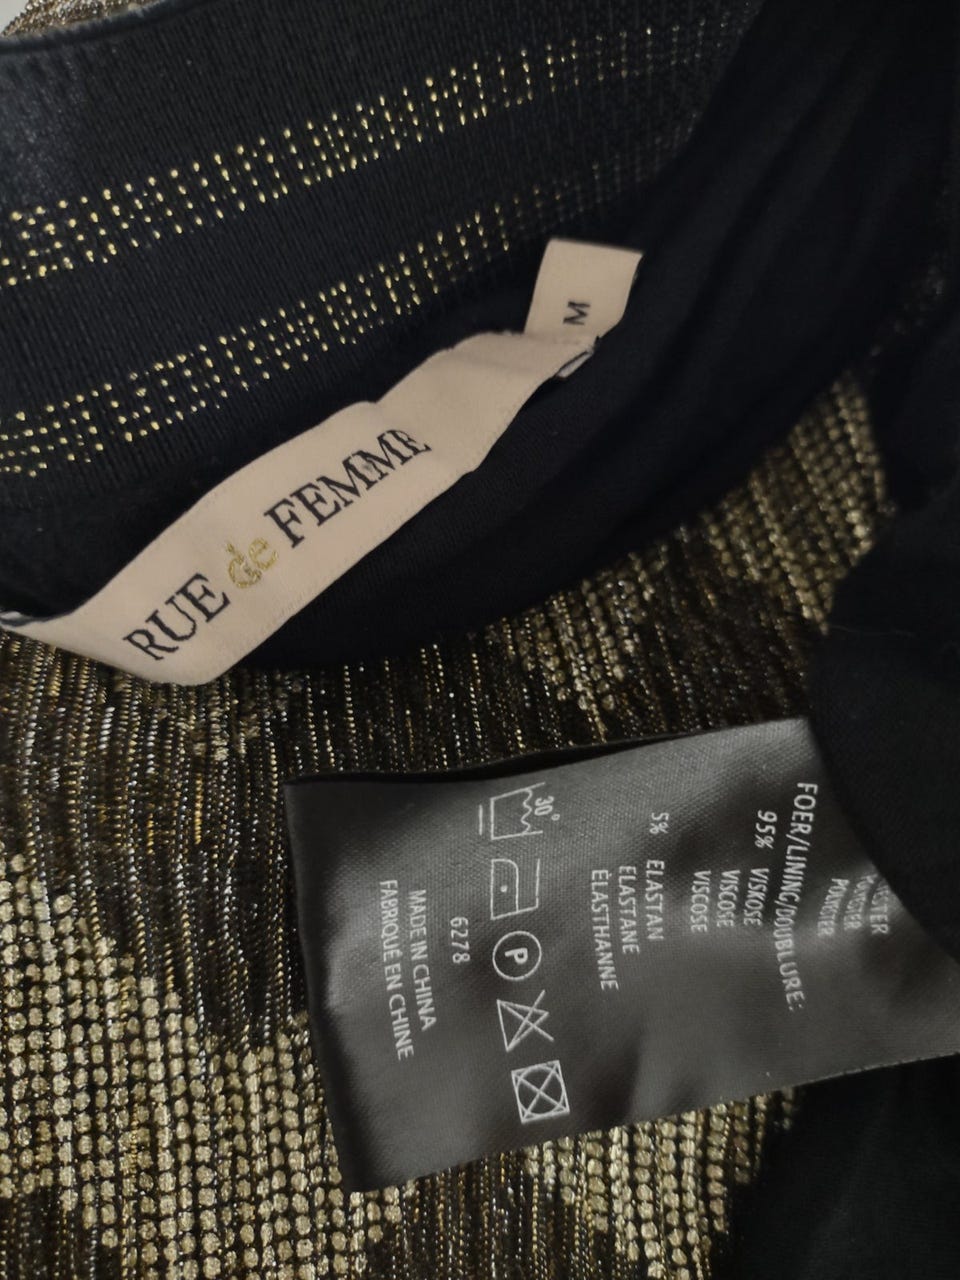 M
RUE de FEMME
POLYESTER
FOER/LINING/DOUBLURE:
95% VISKOSE
VISCOSE
VISCOSE
5% ELASTAN
ELASTANE
ÉLASTHANNE
30°
P
6278
MADE IN CHINA
FABRIQUÉ EN CHINE